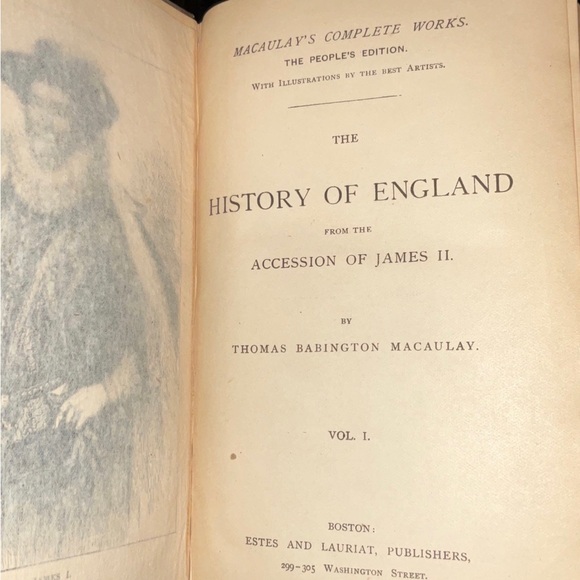 MACAULAY'S COMPLETE WORKS.
THE PEOPLE'S EDITION.
WITH ILLUSTRATIONS BY THE BEST ARTISTS.
THE
HISTORY OF ENGLAND
FROM THE
ACCESSION OF JAMES II.
BY
THOMAS BABINGTON MACAULAY.
VOL. I.
BOSTON:
ESTES AND LAURIAT, PUBLISHERS,
299-305 WASHINGTON STREET.
JAMES I.